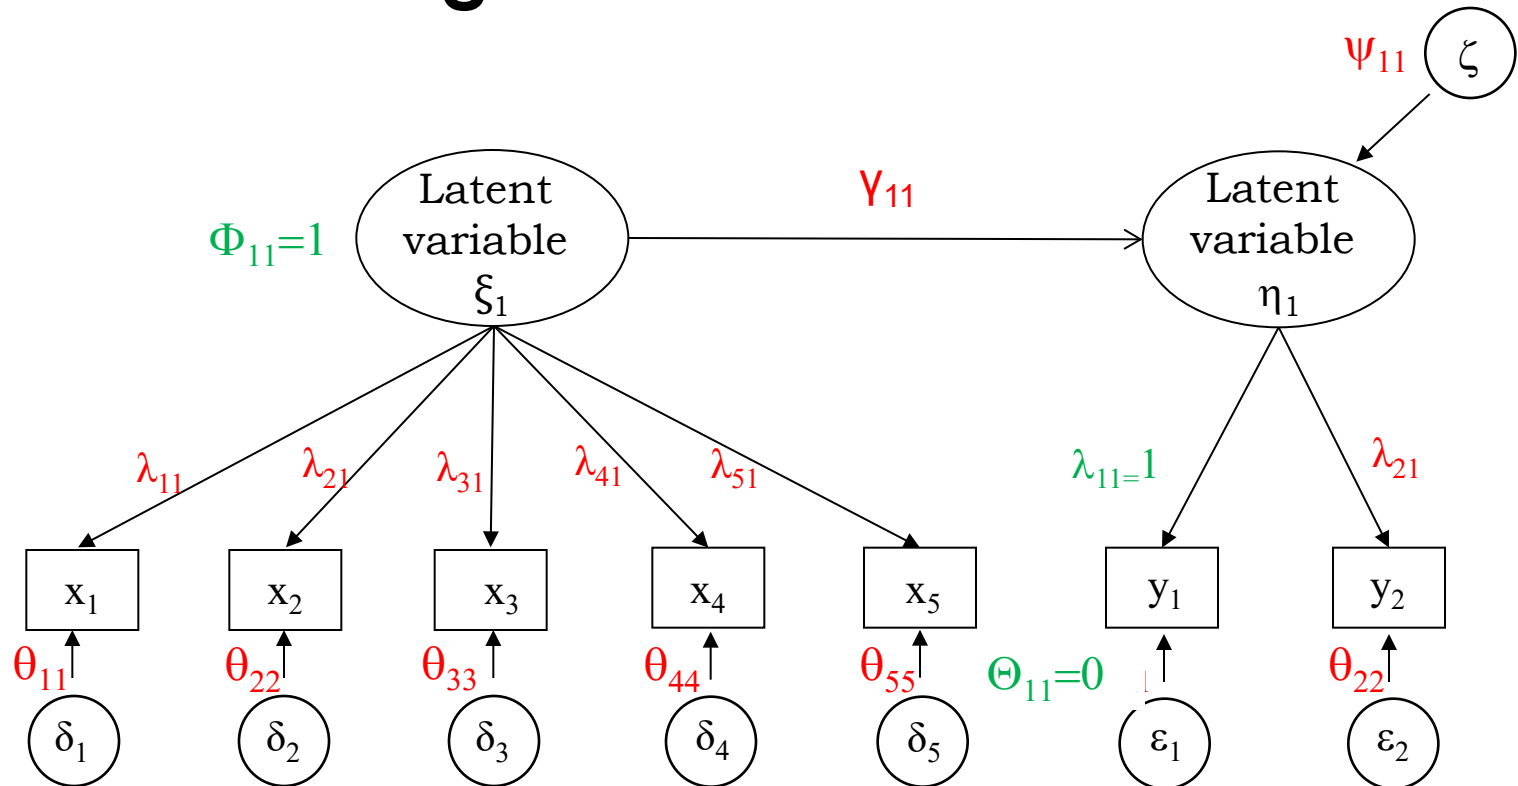 ψ₁₁ ζ
Latent
variable
ξ₁
Φ₁₁=1
γ₁₁
Latent
variable
η₁
λ₁₁ λ₂₁ λ₃₁ λ₄₁ λ₅₁ λ₁₁₌1 λ₂₁
x₁ x₂ x₃ x₄ x₅ y₁ y₂
θ₁₁ θ₂₂ θ₃₃ θ₄₄ θ₅₅ Θ₁₁=0 θ₂₂
δ₁ δ₂ δ₃ δ₄ δ₅ ε₁ ε₂